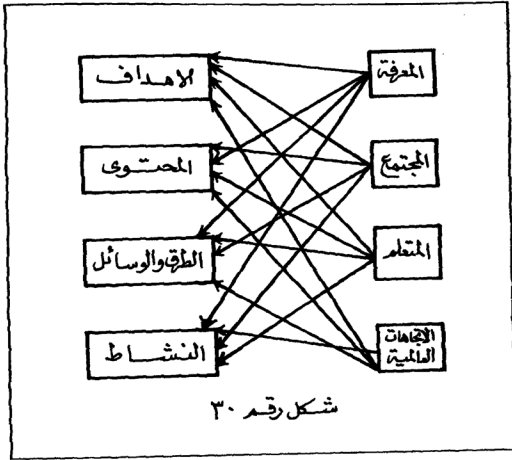 المعرفة
الاهداف
المجتمع
المحتوى
المتعلم
الطرق والوسائل
الاتجاهات
العالمية
النشاط
شكل رقم ٣٠